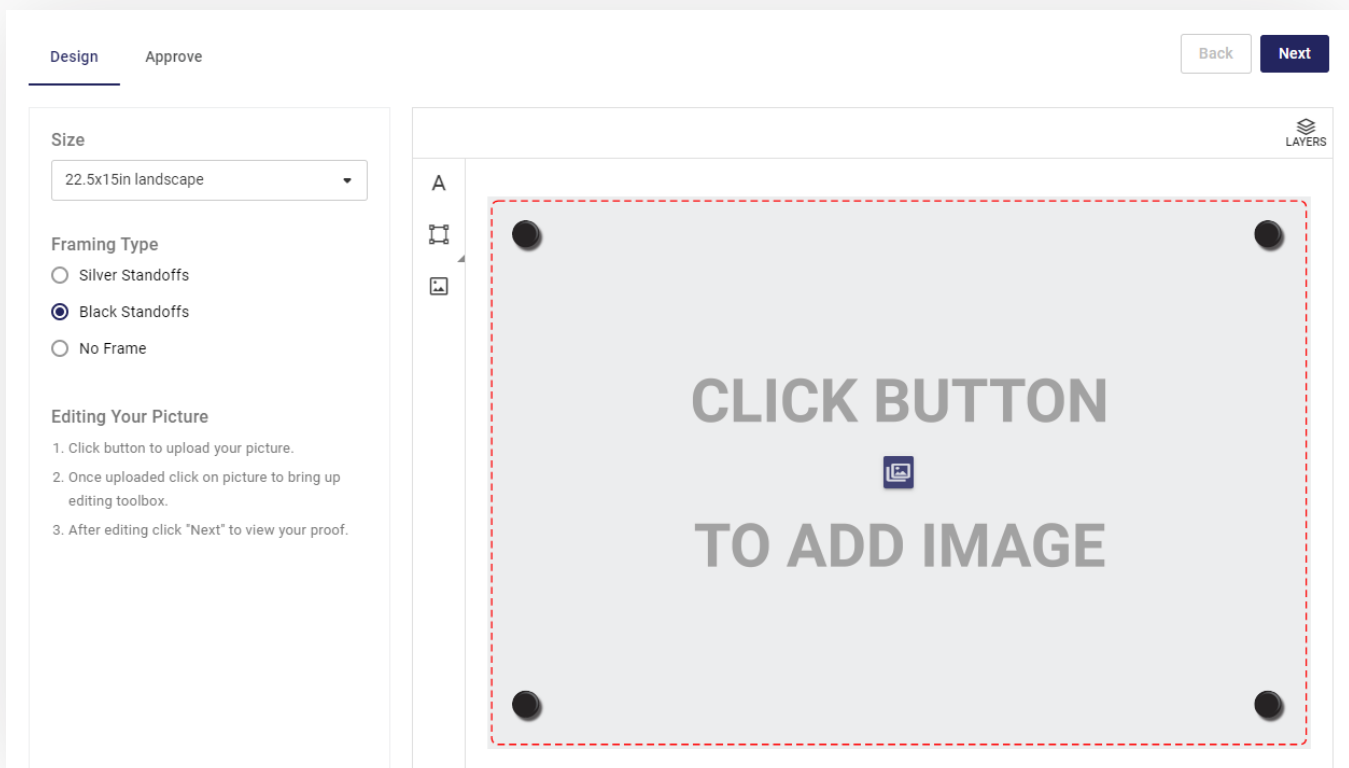 Design
Approve
Back
Next
Size
22.5x15in landscape
Framing Type
Silver Standoffs
Black Standoffs
No Frame
Editing Your Picture
1. Click button to upload your picture.
2. Once uploaded click on picture to bring up
editing toolbox.
3. After editing click "Next" to view your proof.
LAYERS
A
CLICK BUTTON
TO ADD IMAGE